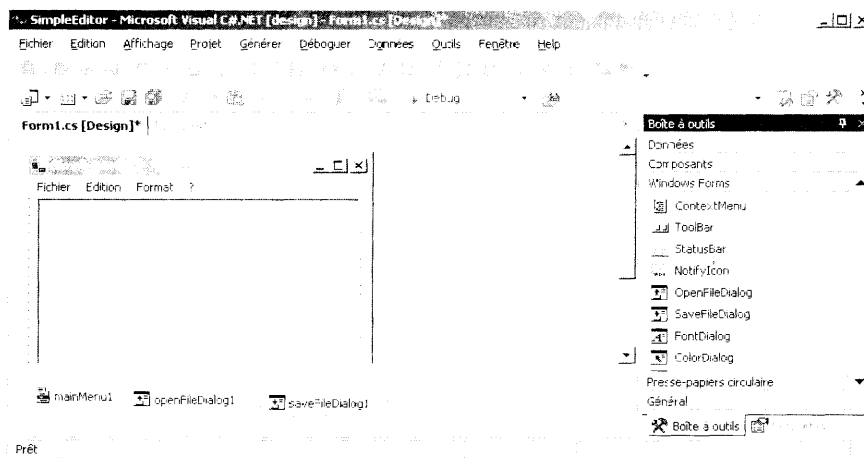 SimpleEditor - Microsoft Visual C#.NET [design] - Form1.cs [Design]*
Fichier Edition Affichage Projet Générer Déboguer Données Outils Fenêtre Help
Debug
Form1.cs [Design]*
Boîte à outils
Données
Composants
Windows Forms
Fichier Edition Format ?
ContextMenu
ToolBar
StatusBar
NotifyIcon
OpenFileDialog
SaveFileDialog
FontDialog
ColorDialog
Presse-papiers circulaire
Général
mainMenu1 openFileDialog1 saveFileDialog1
Boîte à outils
Prêt